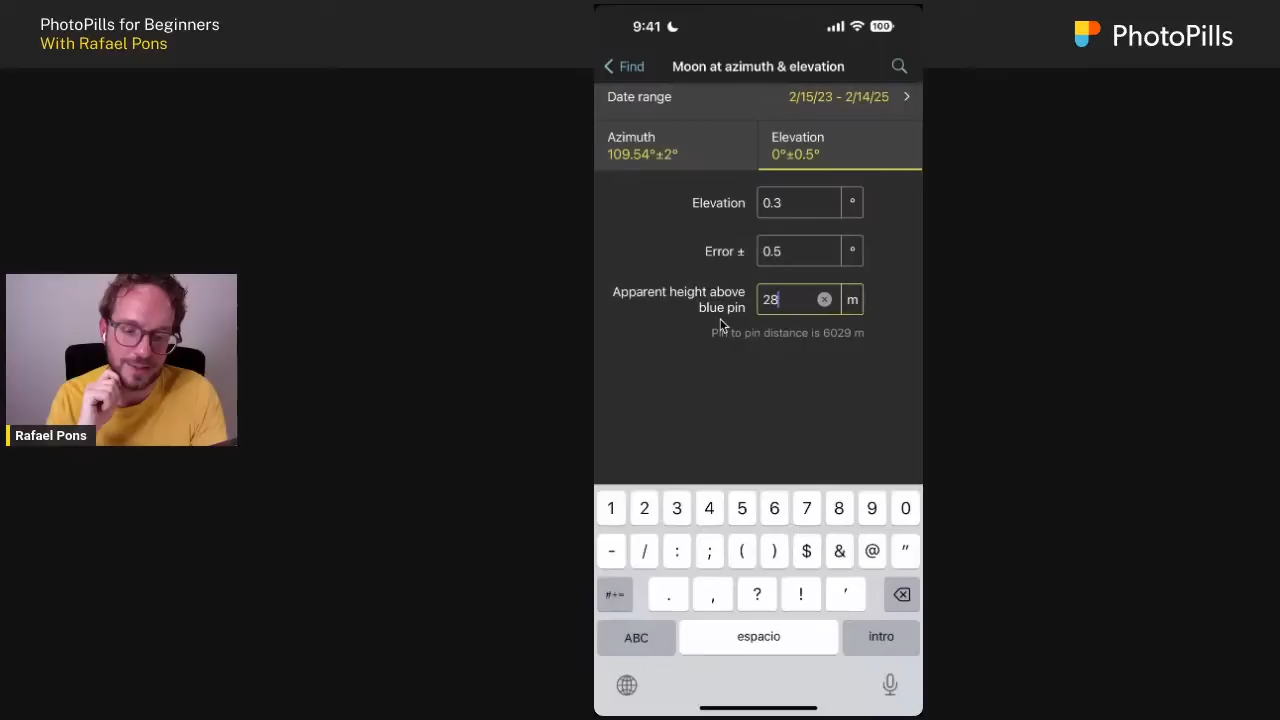 PhotoPills for Beginners
With Rafael Pons
PhotoPills
9:41
100
Find
Moon at azimuth & elevation
Date range
2/15/23 - 2/14/25
Azimuth
109.54°±2°
Elevation
0°±0.5°
Elevation
0.3
°
Error ±
0.5
°
Apparent height above
blue pin
28
m
Pin to pin distance is 6029 m
Rafael Pons
1 2 3 4 5 6 7 8 9 0
- / : ; ( ) $ & @ "
#+= . , ? ! '
ABC espacio intro